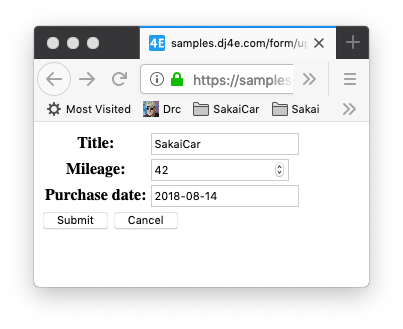 4E samples.dj4e.com/form/up
https://samples
Most Visited Drc SakaiCar Sakai
Title: SakaiCar
Mileage: 42
Purchase date: 2018-08-14
Submit Cancel